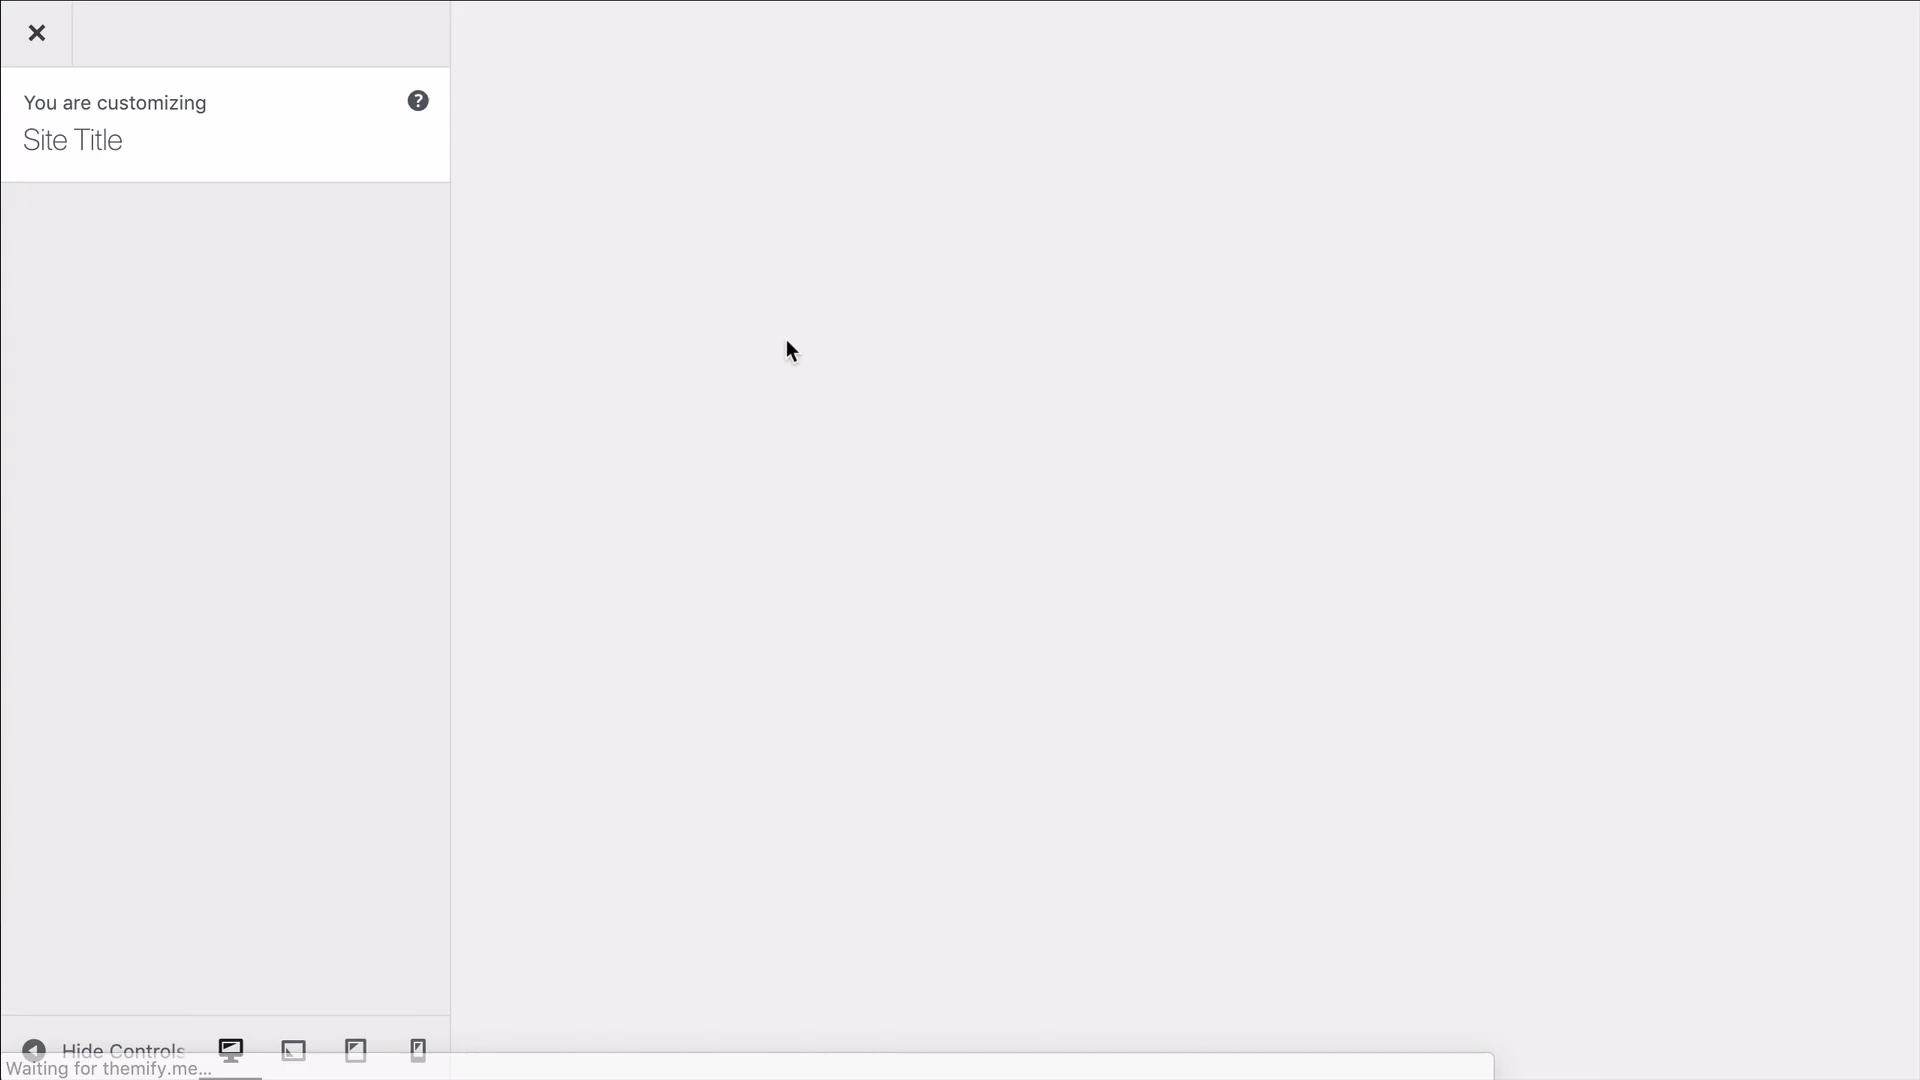 You are customizing
Site Title
Hide Controls
Waiting for themify.me...